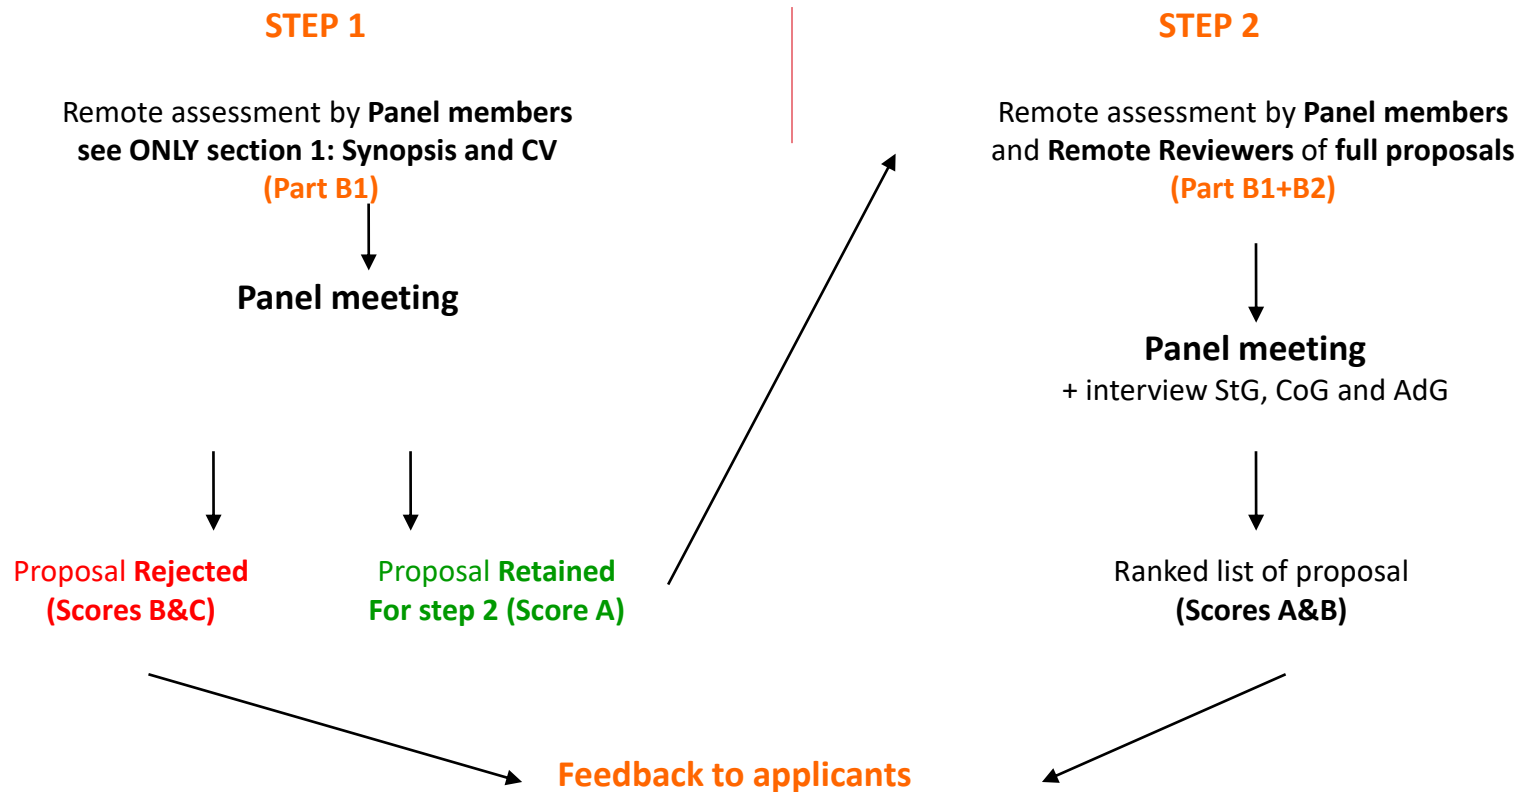 STEP 1
Remote assessment by Panel members
see ONLY section 1: Synopsis and CV
(Part B1)
Panel meeting
Proposal Rejected
(Scores B&C)
Proposal Retained
For step 2 (Score A)
STEP 2
Remote assessment by Panel members
and Remote Reviewers of full proposals
(Part B1+B2)
Panel meeting
+ interview StG, CoG and AdG
Ranked list of proposal
(Scores A&B)
Feedback to applicants